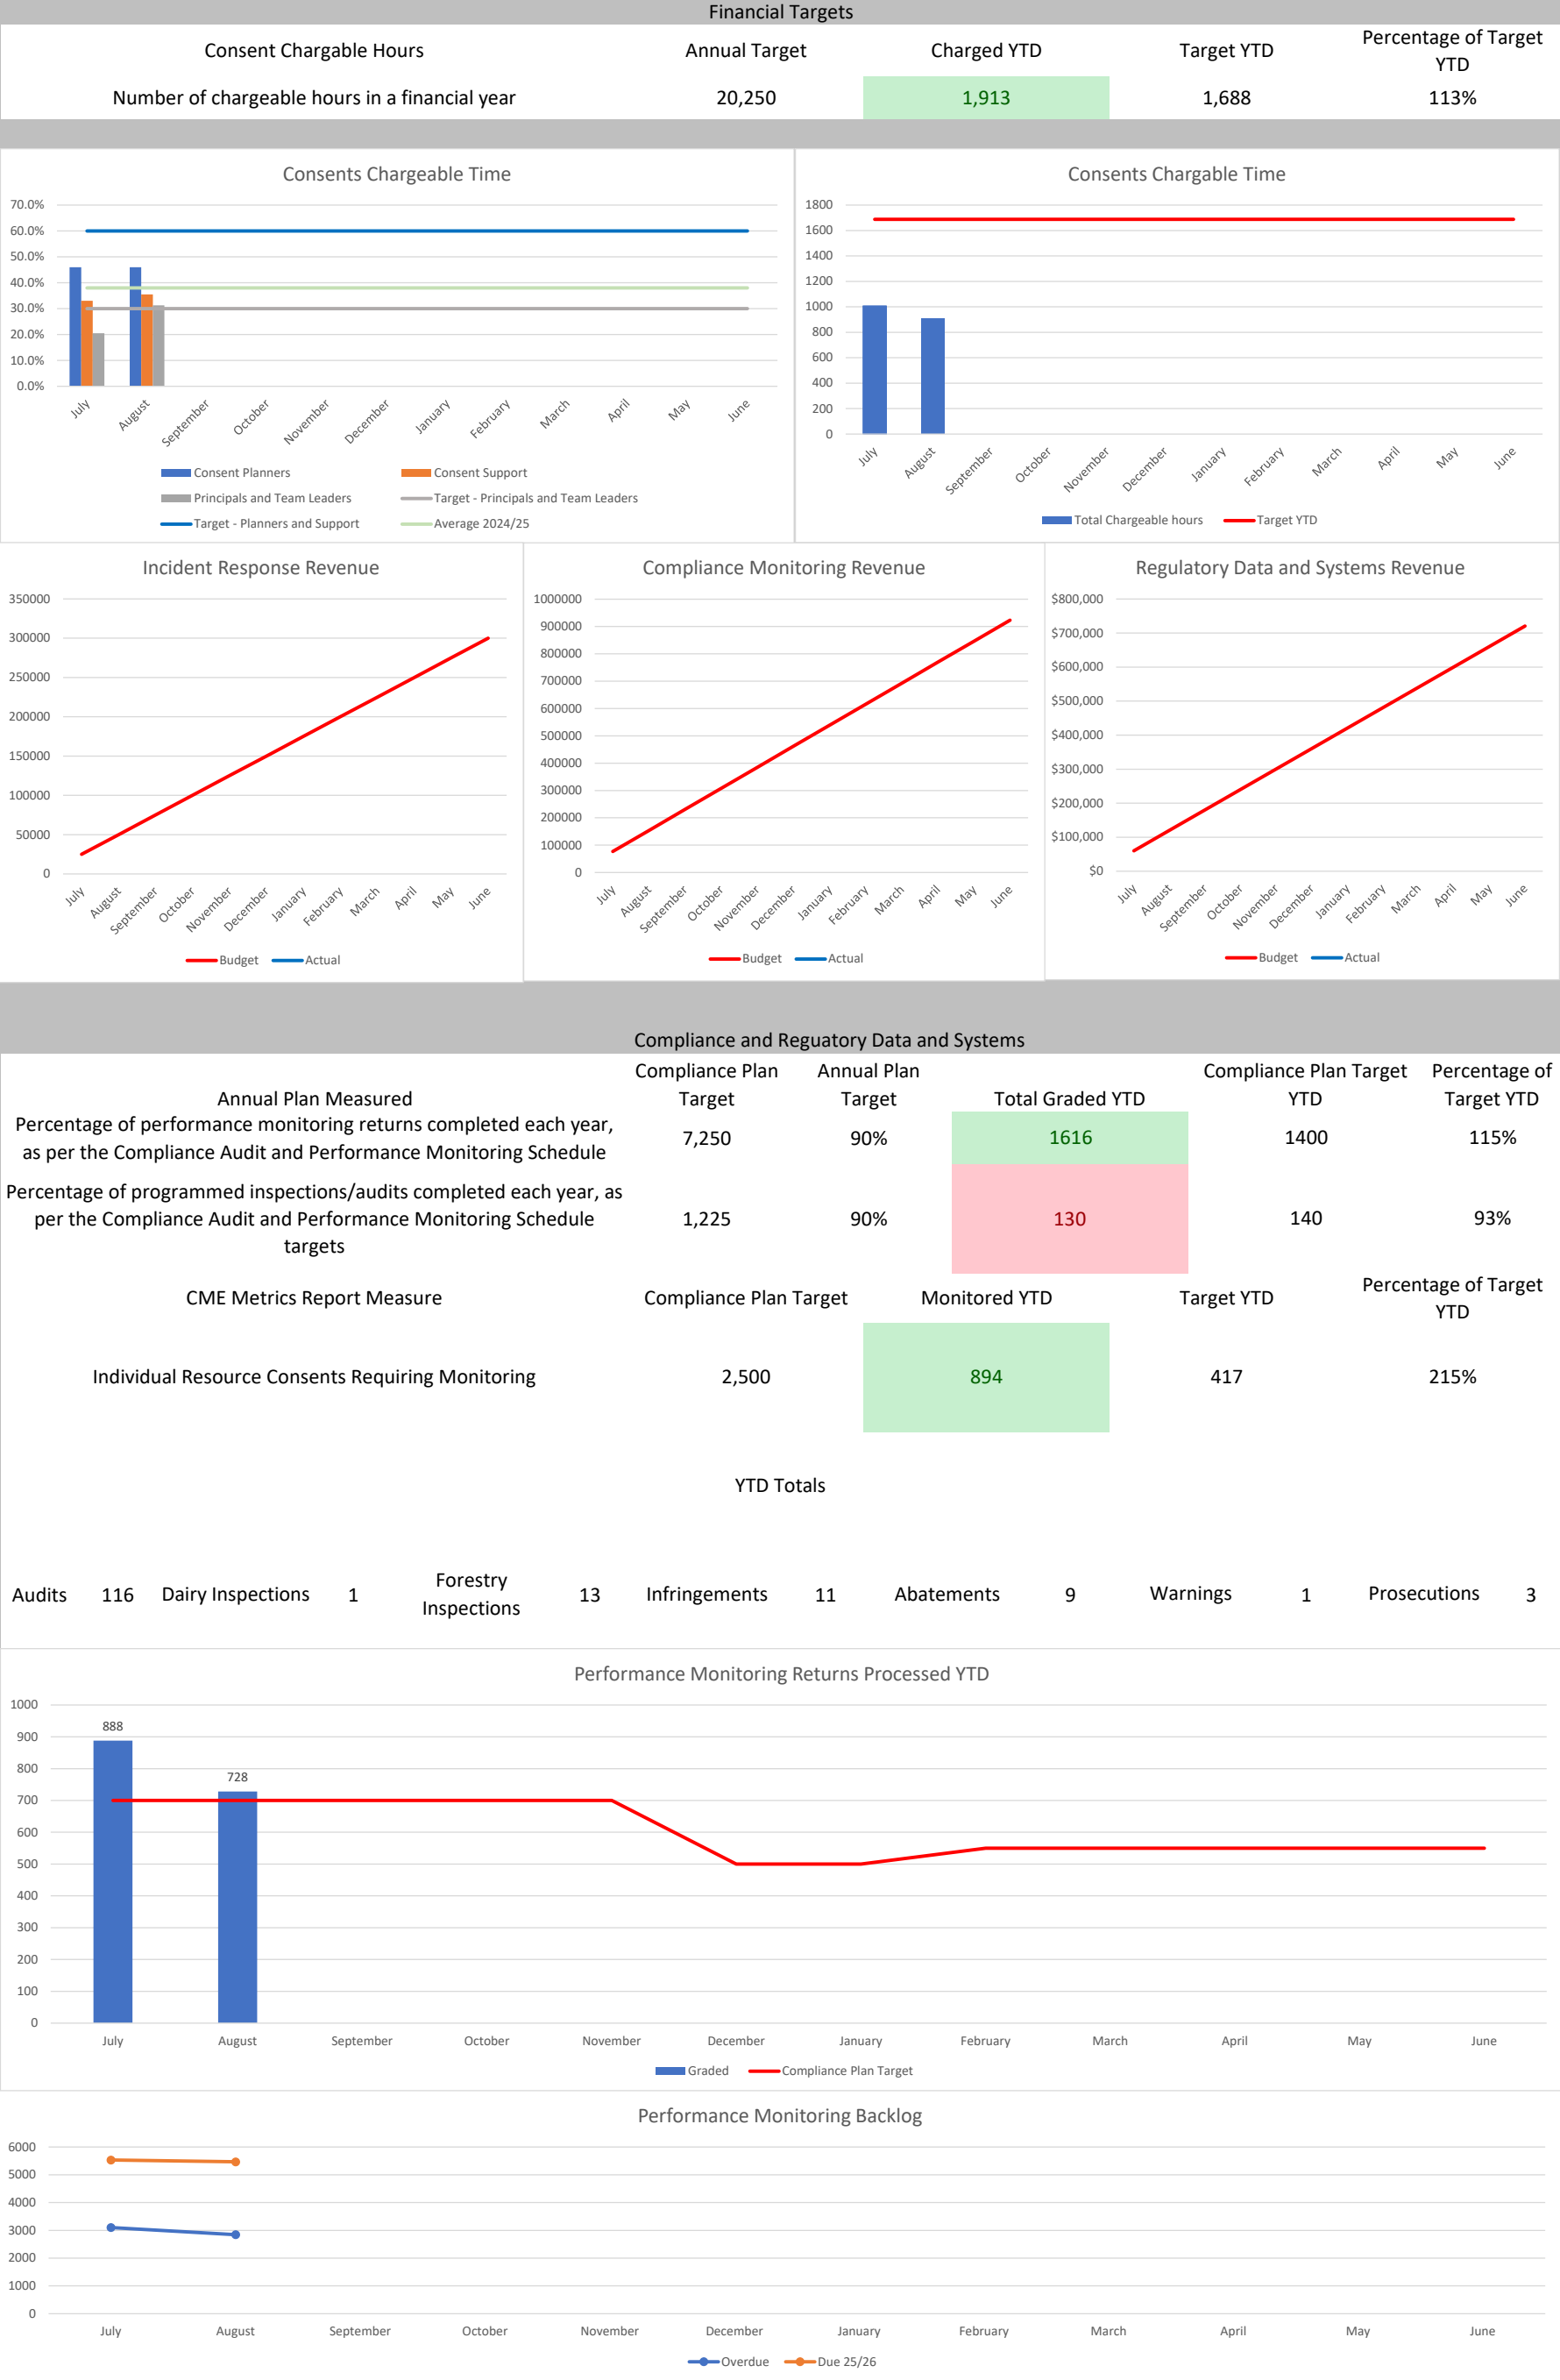 Financial Targets
Consent Chargable Hours Annual Target Charged YTD Target YTD Percentage of Target
YTD
Number of chargeable hours in a financial year 20,250 1,913 1,688 113%
Consents Chargeable Time
70.0%
60.0%
50.0%
40.0%
30.0%
20.0%
10.0%
0.0%
July August September October November December January February March April May June
Consent Planners Consent Support
Principals and Team Leaders Target - Principals and Team Leaders
Target - Planners and Support Average 2024/25
Consents Chargable Time
1800
1600
1400
1200
1000
800
600
400
200
0
July August September October November December January February March April May June
Total Chargeable hours Target YTD
Incident Response Revenue
350000
300000
250000
200000
150000
100000
50000
0
July August September October November December January February March April May June
Budget Actual
Compliance Monitoring Revenue
1000000
900000
800000
700000
600000
500000
400000
300000
200000
100000
0
July August September October November December January February March April May June
Budget Actual
Regulatory Data and Systems Revenue
$800,000
$700,000
$600,000
$500,000
$400,000
$300,000
$200,000
$100,000
$0
July August September October November December January February March April May June
Budget Actual
Compliance and Reguatory Data and Systems
Compliance Plan Annual Plan Compliance Plan Target Percentage of
Annual Plan Measured Target Target Total Graded YTD YTD Target YTD
Percentage of performance monitoring returns completed each year,
as per the Compliance Audit and Performance Monitoring Schedule 7,250 90% 1616 1400 115%
Percentage of programmed inspections/audits completed each year, as
per the Compliance Audit and Performance Monitoring Schedule 1,225 90% 130 140 93%
targets
CME Metrics Report Measure Compliance Plan Target Monitored YTD Target YTD Percentage of Target
YTD
Individual Resource Consents Requiring Monitoring 2,500 894 417 215%
YTD Totals
Audits 116 Dairy Inspections 1 Forestry
Inspections 13 Infringements 11 Abatements 9 Warnings 1 Prosecutions 3
Performance Monitoring Returns Processed YTD
1000
900
800
700
600
500
400
300
200
100
0
888
728
July August September October November December January February March April May June
Graded Compliance Plan Target
Performance Monitoring Backlog
6000
5000
4000
3000
2000
1000
0
July August September October November December January February March April May June
Overdue Due 25/26